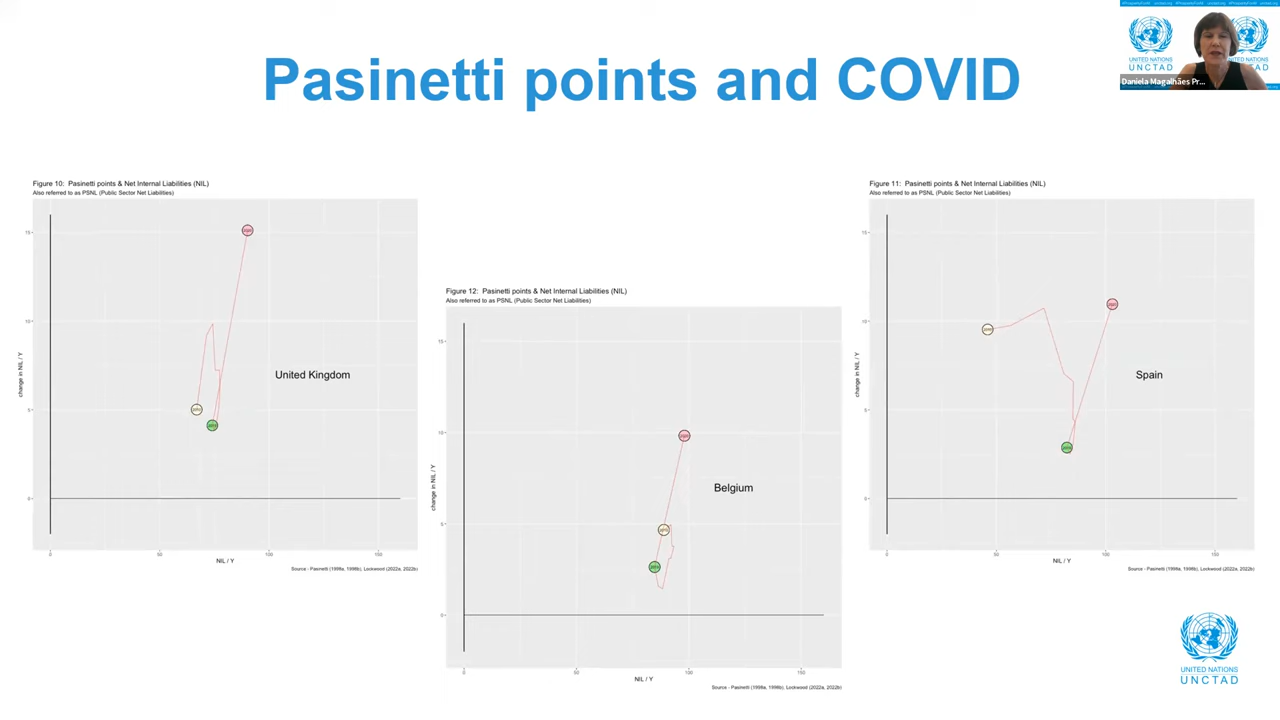 Pasinetti points and COVID
UNITED NATIONS
UNCTAD
Daniela Magalhães Pr...
Figure 10: Pasinetti points & Net Internal Liabilities (NIL)
Also referred to as PSNL (Public Sector Net Liabilities)
change in NIL / Y
15
10
5
0
United Kingdom
0
50
100
150
NIL / Y
Source - Pasinetti (1998a, 1998b), Lockwood (2022a, 2022b)
Figure 12: Pasinetti points & Net Internal Liabilities (NIL)
Also referred to as PSNL (Public Sector Net Liabilities)
change in NIL / Y
15
10
5
0
Belgium
0
50
100
150
NIL / Y
Source - Pasinetti (1998a, 1998b), Lockwood (2022a, 2022b)
Figure 11: Pasinetti points & Net Internal Liabilities (NIL)
Also referred to as PSNL (Public Sector Net Liabilities)
change in NIL / Y
15
10
5
0
Spain
0
50
100
150
NIL / Y
Source - Pasinetti (1998a, 1998b), Lockwood (2022a, 2022b)
UNITED NATIONS
UNCTAD